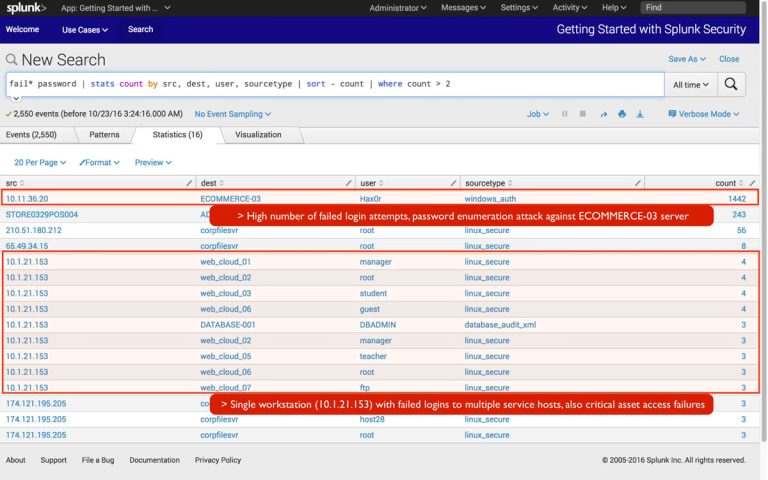 splunk> App: Getting Started with ... Administrator Messages Settings Activity Help Find
Welcome Use Cases Search Getting Started with Splunk Security
New Search Save As Close
fail* password | stats count by src, dest, user, sourcetype | sort - count | where count > 2 All time
2,550 events (before 10/23/16 3:24:16.000 AM) No Event Sampling Job Verbose Mode
Events (2,550) Patterns Statistics (16) Visualization
20 Per Page Format Preview
src dest user sourcetype count
10.11.36.20 ECOMMERCE-03 Hax0r windows_auth 1442
STORE0329POS004 243
> High number of failed login attempts, password enumeration attack against ECOMMERCE-03 server
210.51.180.212 corpfilesvr root linux_secure 56
65.49.34.15 corpfilesvr root linux_secure 8
10.1.21.153 web_cloud_01 manager linux_secure 4
10.1.21.153 web_cloud_02 root linux_secure 4
10.1.21.153 web_cloud_03 student linux_secure 4
10.1.21.153 web_cloud_06 guest linux_secure 4
10.1.21.153 DATABASE-001 DBADMIN database_audit_xml 3
10.1.21.153 web_cloud_02 manager linux_secure 3
10.1.21.153 web_cloud_05 teacher linux_secure 3
10.1.21.153 web_cloud_06 root linux_secure 3
10.1.21.153 web_cloud_07 ftp linux_secure 3
174.121.195.205 3
> Single workstation (10.1.21.153) with failed logins to multiple service hosts, also critical asset access failures
174.121.195.205 corpfilesvr host28 linux_secure 3
174.121.195.205 corpfilesvr root linux_secure 3
About Support File a Bug Documentation Privacy Policy © 2005-2016 Splunk Inc. All rights reserved.